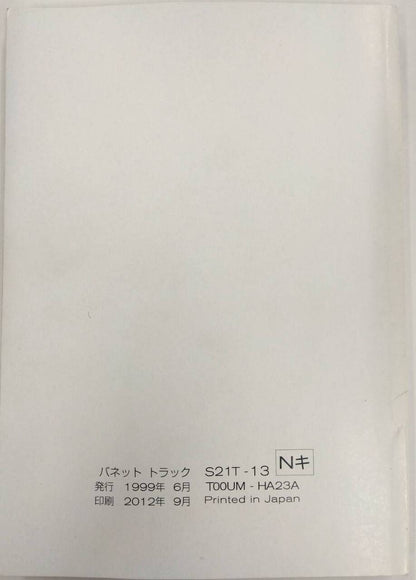 バネット トラック S21T-13 Nキ
発行 1999年 6月 T00UM-HA23A
印刷 2012年 9月 Printed in Japan